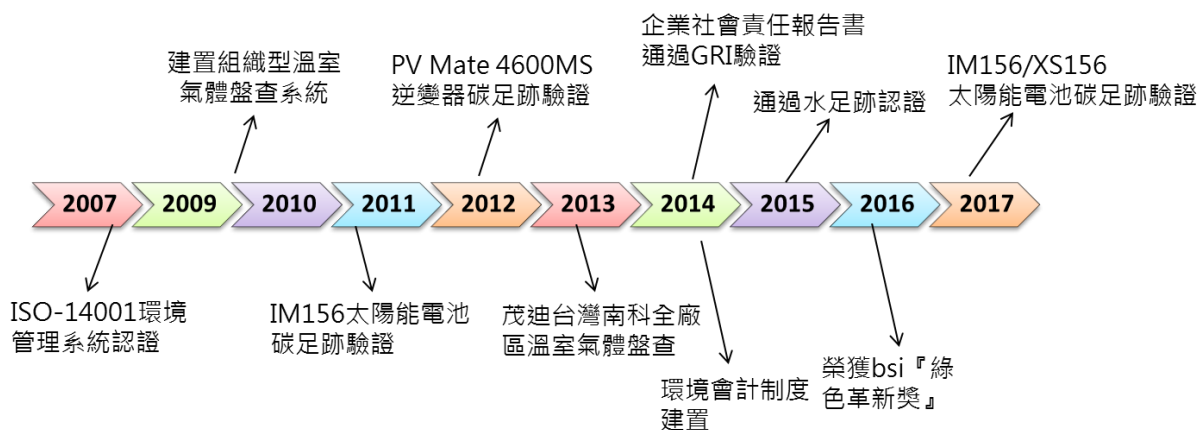 建置組織型溫室
氣體盤查系統
PV Mate 4600MS
逆變器碳足跡驗證
企業社會責任報告書
通過GRI驗證
通過水足跡認證
IM156/XS156
太陽能電池碳足跡驗證
2007
2009
2010
2011
2012
2013
2014
2015
2016
2017
ISO-14001環境
管理系統認證
IM156太陽能電池
碳足跡驗證
茂迪台灣南科全廠
區溫室氣體盤查
環境會計制度
建置
榮獲bsi『綠
色革新獎』